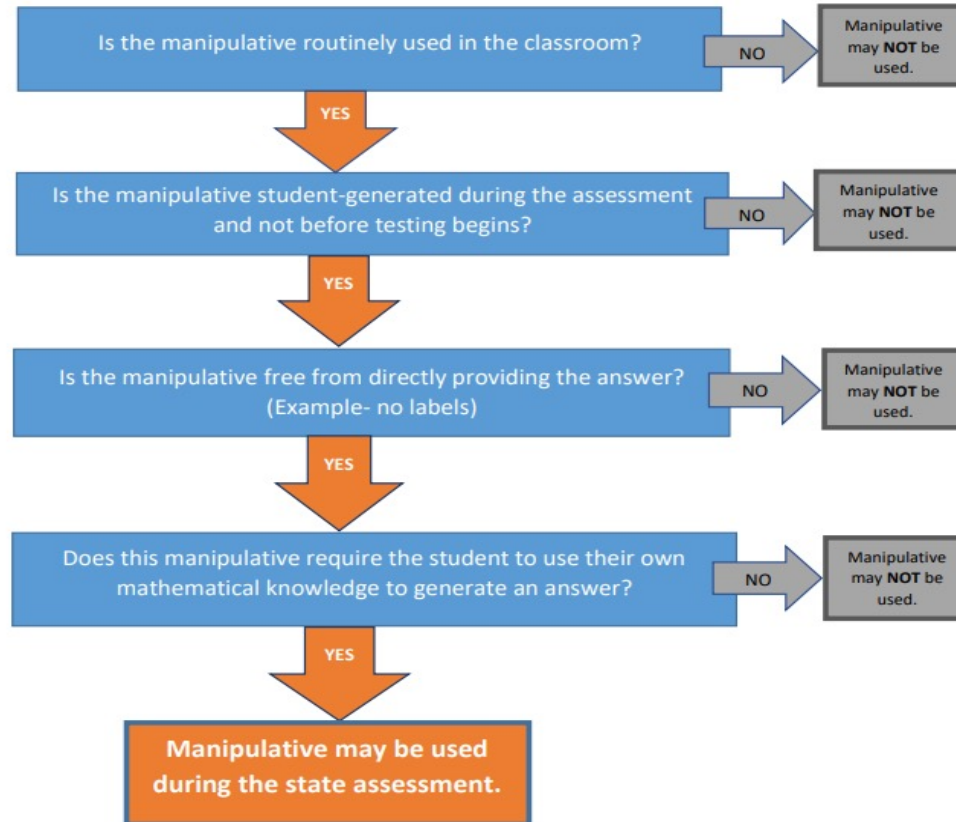 Is the manipulative routinely used in the classroom?
NO
Manipulative
may NOT be
used.
YES
Is the manipulative student-generated during the assessment
and not before testing begins?
NO
Manipulative
may NOT be
used.
YES
Is the manipulative free from directly providing the answer?
(Example- no labels)
NO
Manipulative
may NOT be
used.
YES
Does this manipulative require the student to use their own
mathematical knowledge to generate an answer?
NO
Manipulative
may NOT be
used.
YES
Manipulative may be used
during the state assessment.